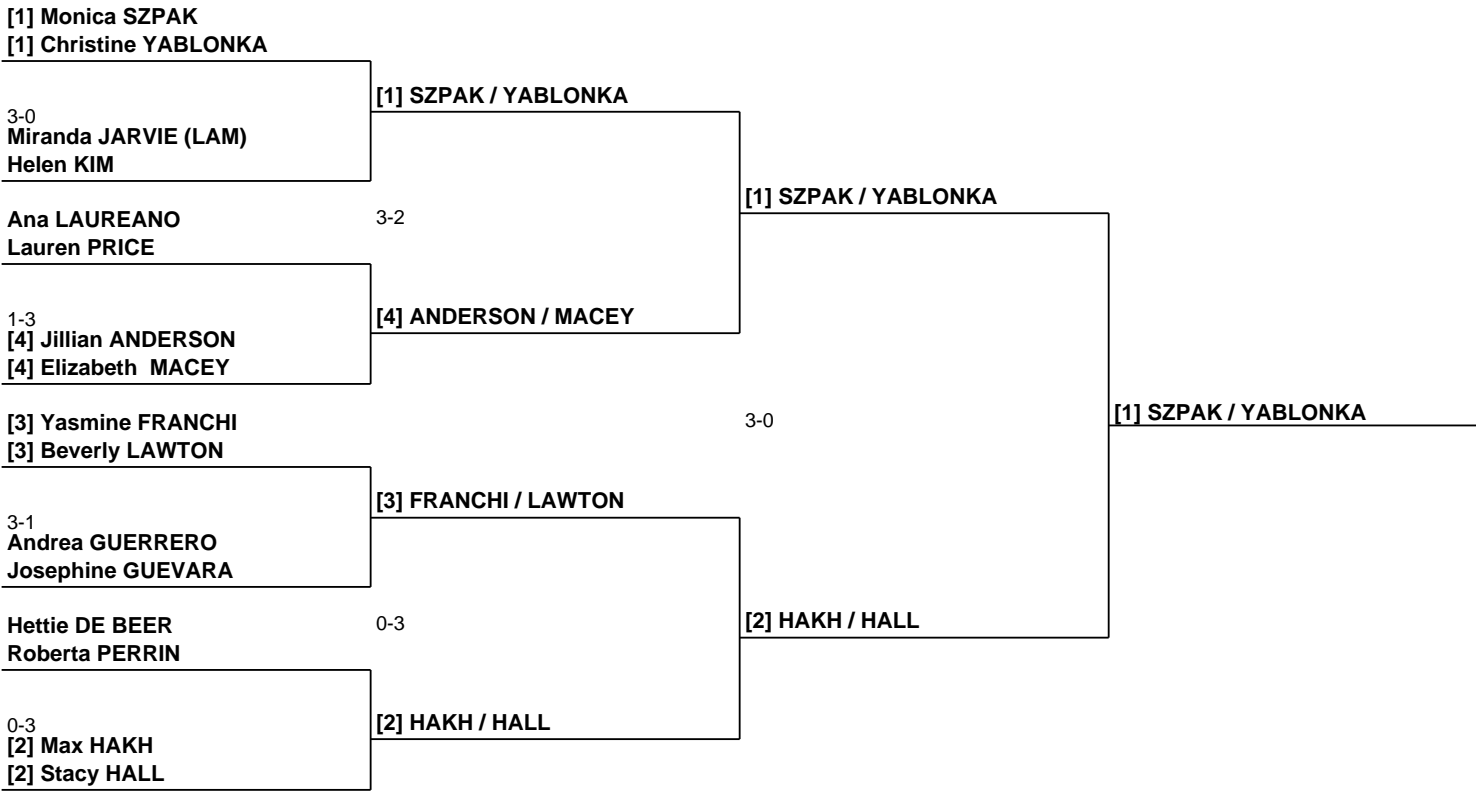 [1] Monica SZPAK
[1] Christine YABLONKA
[1] SZPAK / YABLONKA
3-0
Miranda JARVIE (LAM)
Helen KIM
[1] SZPAK / YABLONKA
Ana LAUREANO
3-2
Lauren PRICE
1-3
[4] ANDERSON / MACEY
[4] Jillian ANDERSON
[4] Elizabeth  MACEY
[1] SZPAK / YABLONKA
[3] Yasmine FRANCHI
3-0
[3] Beverly LAWTON
[3] FRANCHI / LAWTON
3-1
Andrea GUERRERO
Josephine GUEVARA
[2] HAKH / HALL
Hettie DE BEER
0-3
Roberta PERRIN
0-3
[2] HAKH / HALL
[2] Max HAKH
[2] Stacy HALL